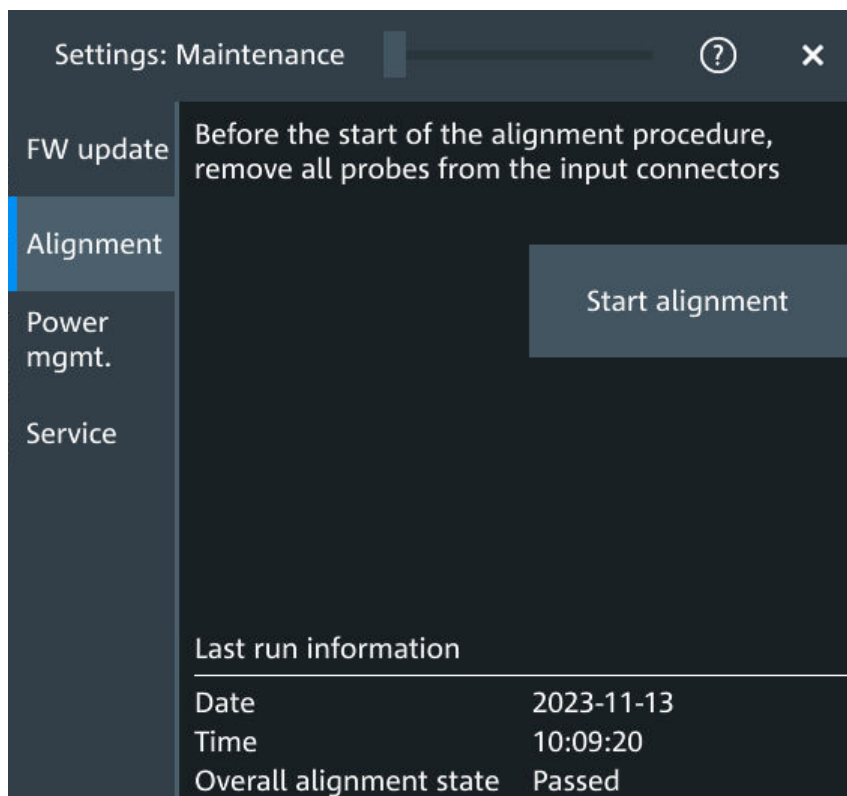 Settings: Maintenance
?
FW update
Alignment
Power
mgmt.
Service
Before the start of the alignment procedure,
remove all probes from the input connectors
Start alignment
Last run information
Date 2023-11-13
Time 10:09:20
Overall alignment state Passed